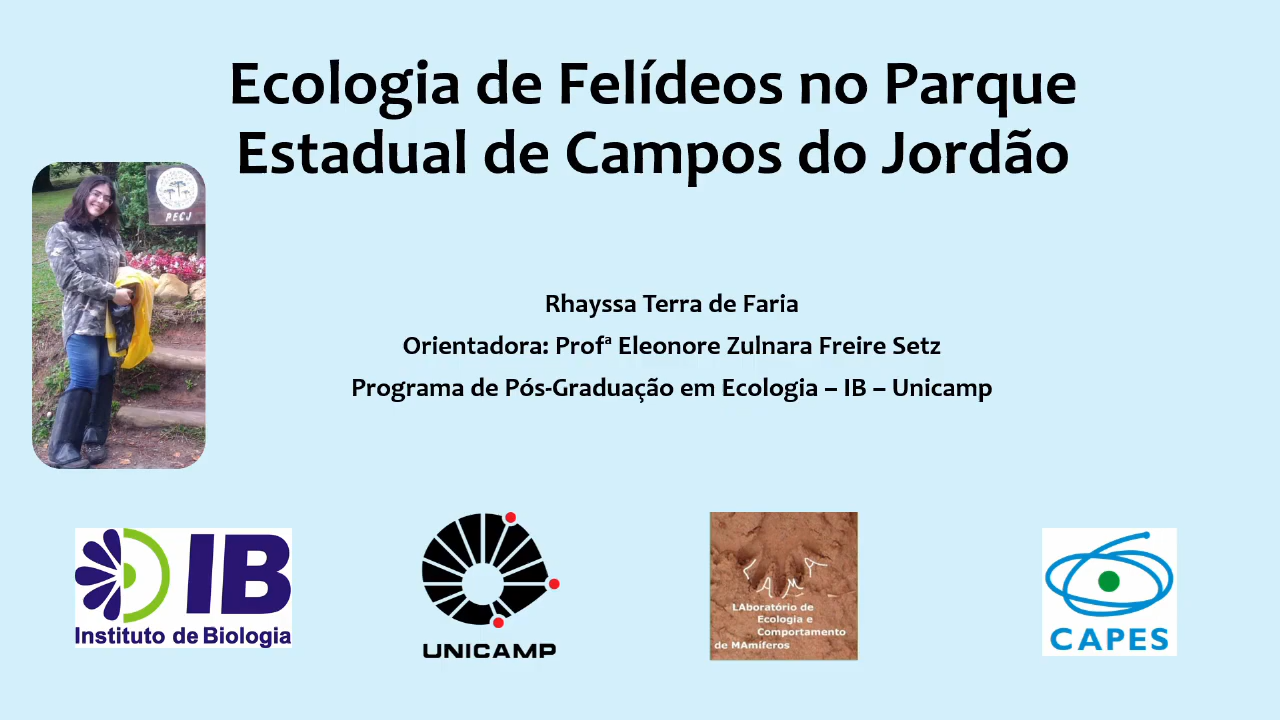 Ecologia de Felídeos no Parque
Estadual de Campos do Jordão
PECJ
Rhayssa Terra de Faria
Orientadora: Profª Eleonore Zulnara Freire Setz
Programa de Pós-Graduação em Ecologia – IB – Unicamp
IB
Instituto de Biologia
UNICAMP
LAMA
LAboratório de
Ecologia e
Comportamento
de MAmíferos
CAPES